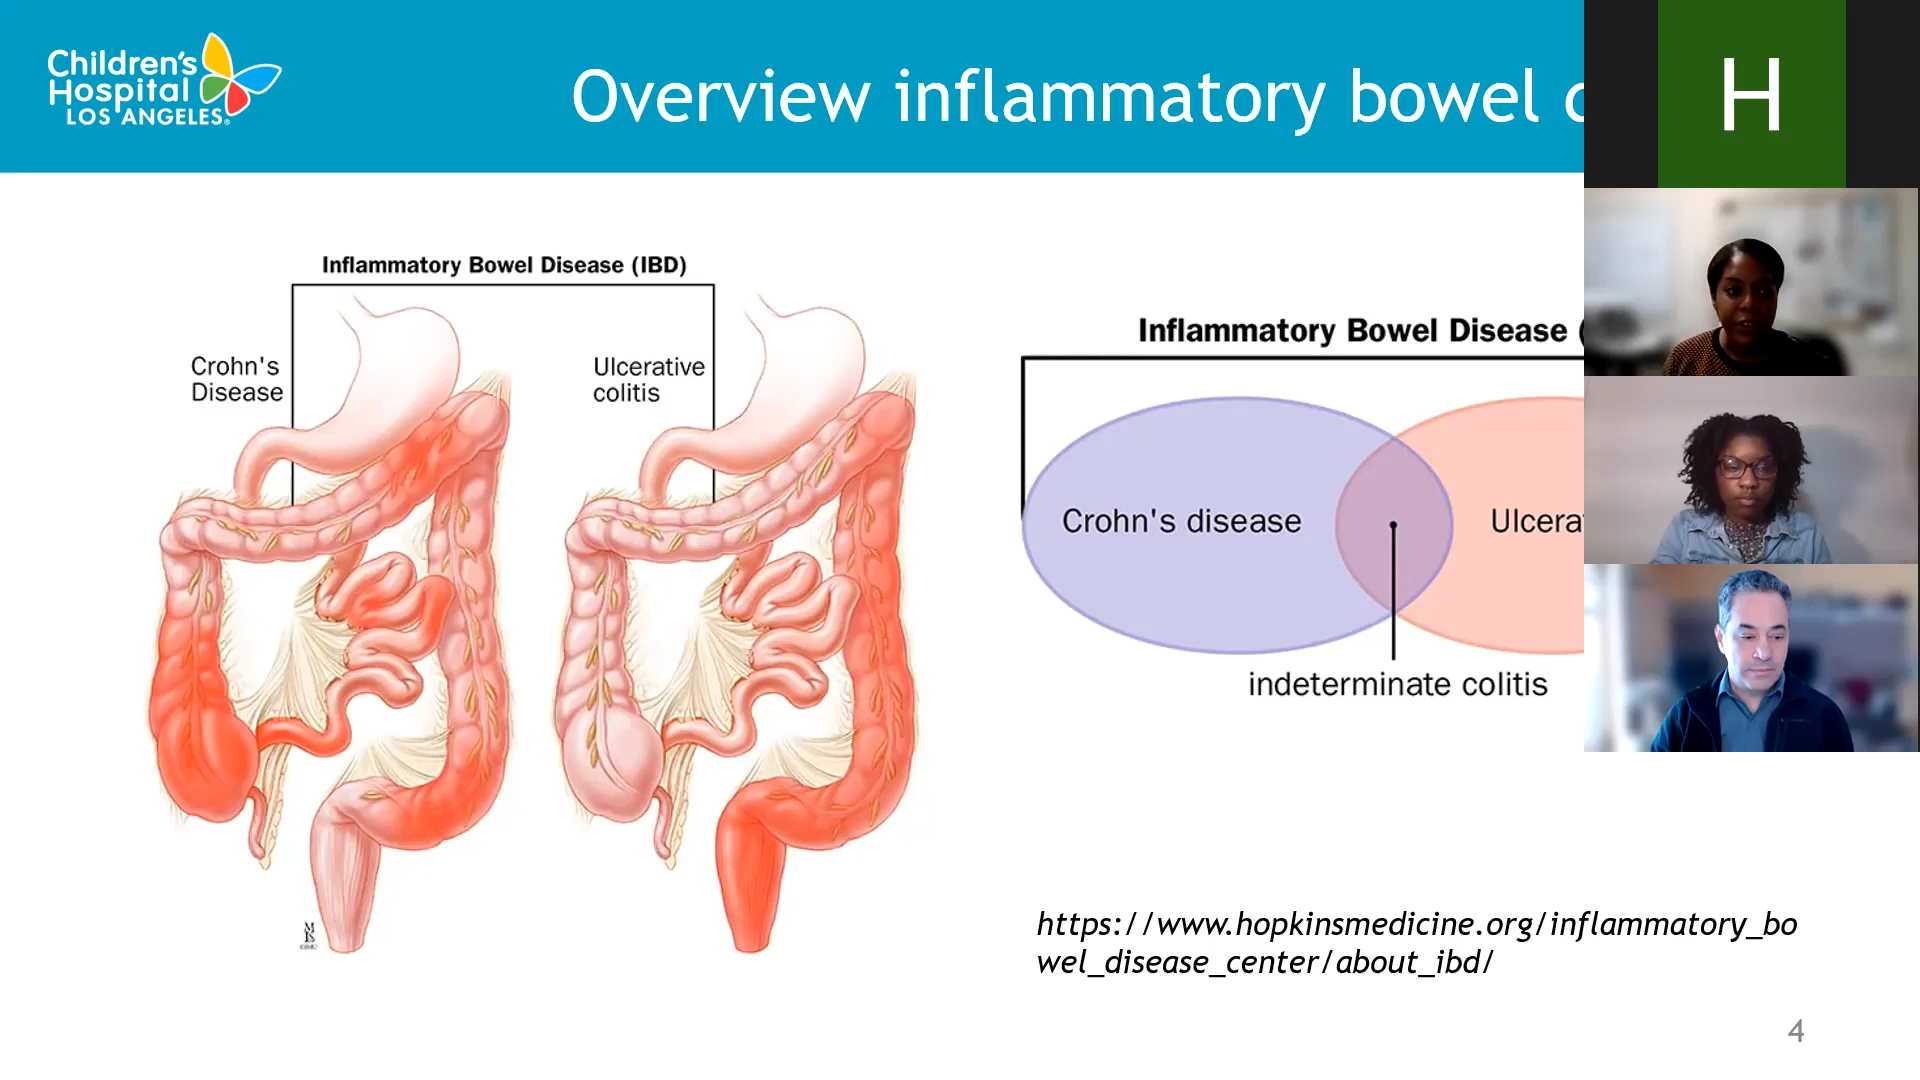 Children's
Hospital
LOS ANGELES
Overview inflammatory bowel
H
Inflammatory Bowel Disease (IBD)
Crohn's
Disease
Ulcerative
colitis
Inflammatory Bowel Disease (
Crohn's disease
Ulcera
indeterminate colitis
https://www.hopkinsmedicine.org/inflammatory_bo
wel_disease_center/about_ibd/
4